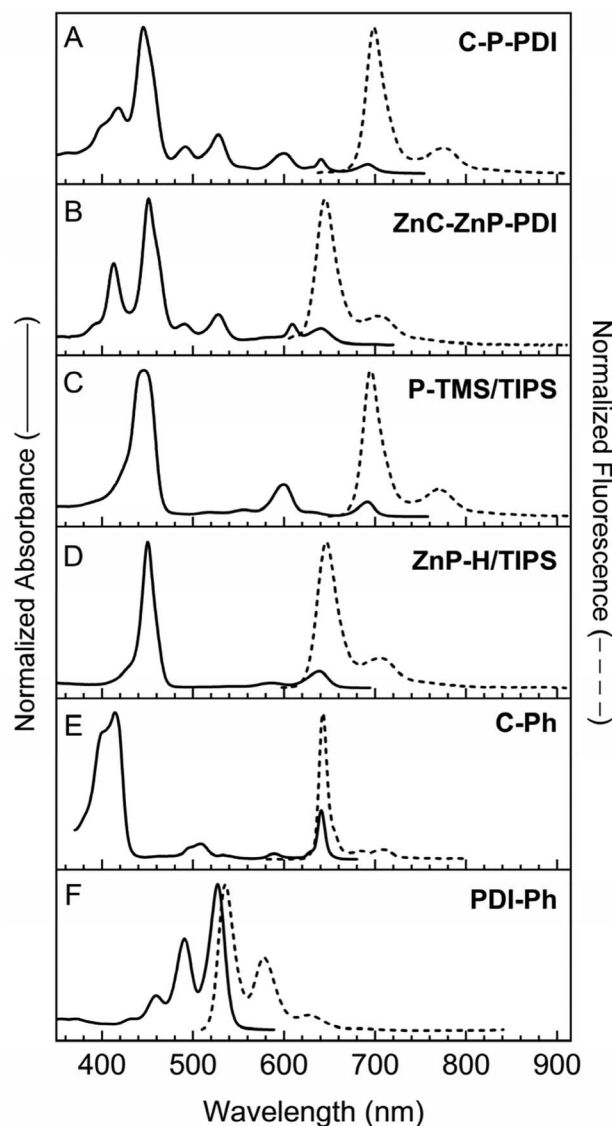 A
C-P-PDI
B
ZnC-ZnP-PDI
C
P-TMS/TIPS
D
ZnP-H/TIPS
E
C-Ph
F
PDI-Ph
Normalized Absorbance (———)
Normalized Fluorescence (– – – –)
400 500 600 700 800 900
Wavelength (nm)